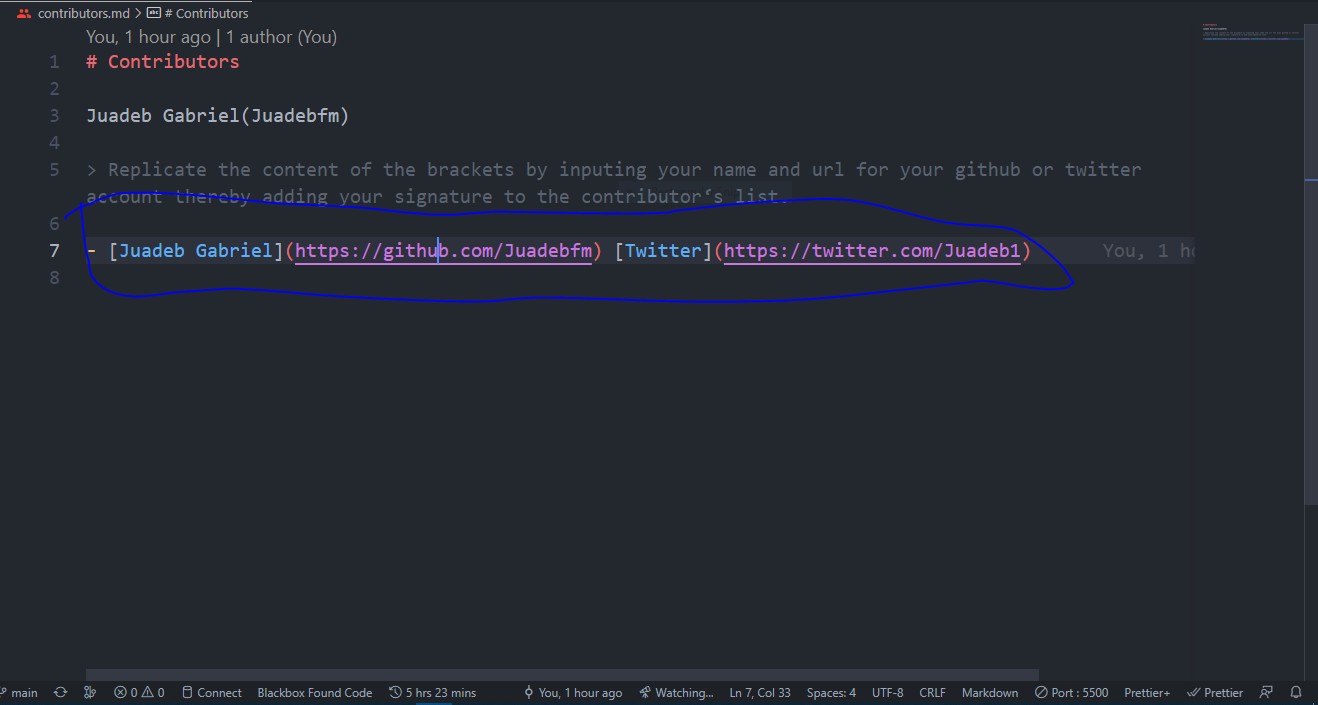 contributors.md > # Contributors
You, 1 hour ago | 1 author (You)
1 # Contributors
2
3 Juadeb Gabriel(Juadebfm)
4
5 > Replicate the content of the brackets by inputing your name and url for your github or twitter
account thereby adding your signature to the contributor's list.
6
7 - [Juadeb Gabriel](https://github.com/Juadebfm) [Twitter](https://twitter.com/Juadeb1) You, 1 ho
8
main 0 0 Connect Blackbox Found Code 5 hrs 23 mins You, 1 hour ago Watching... Ln 7, Col 33 Spaces: 4 UTF-8 CRLF Markdown Port : 5500 Prettier+ Prettier